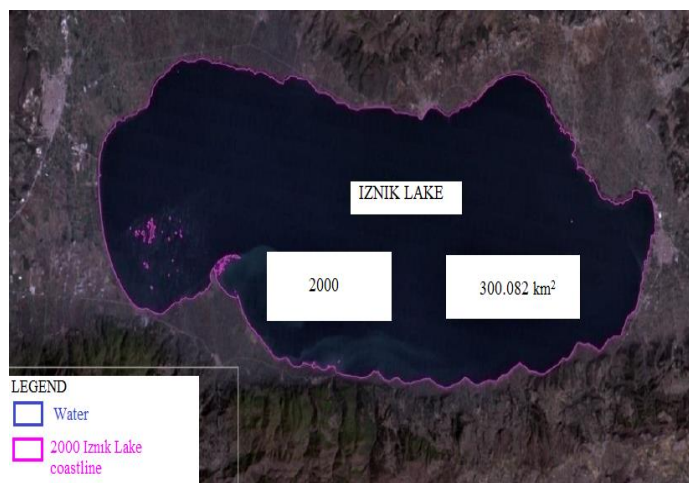 IZNIK LAKE
2000
300.082 km²
LEGEND
Water
2000 Iznık Lake
coastline